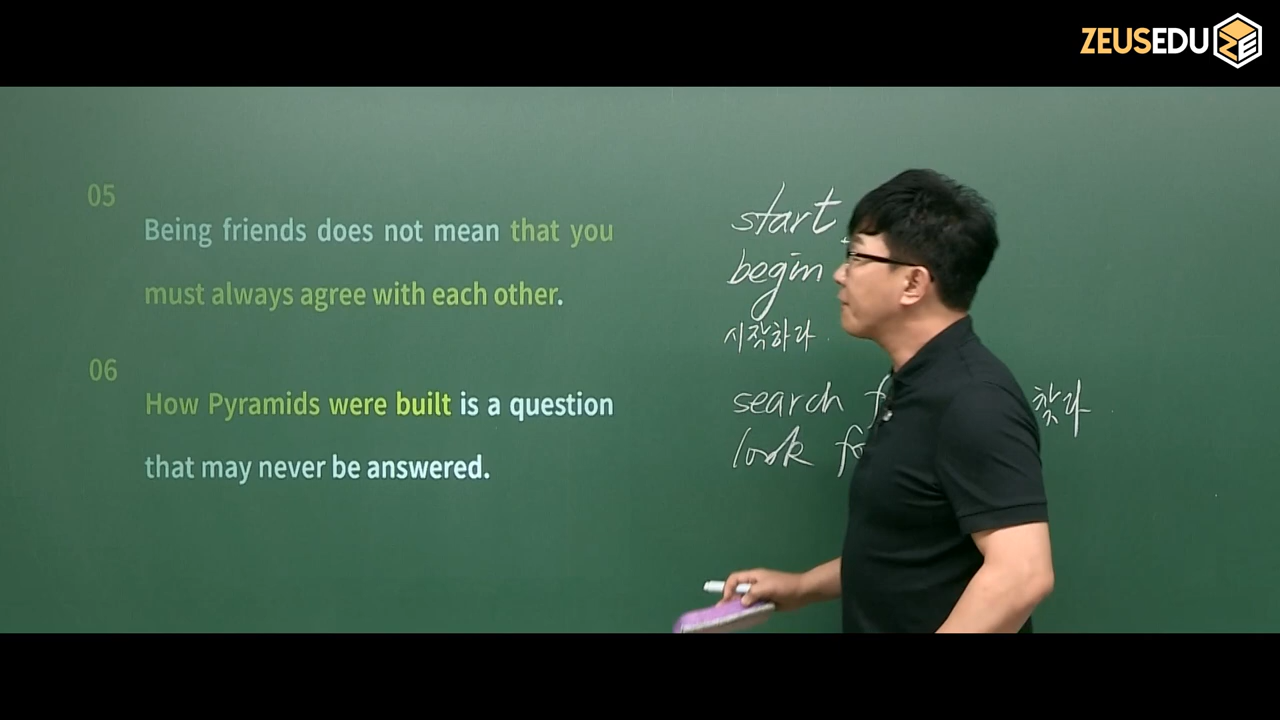 ZEUSEDU
05
Being friends does not mean that you
must always agree with each other.
06
How Pyramids were built is a question
that may never be answered.
start
begin
시작하라
search 찾라
look